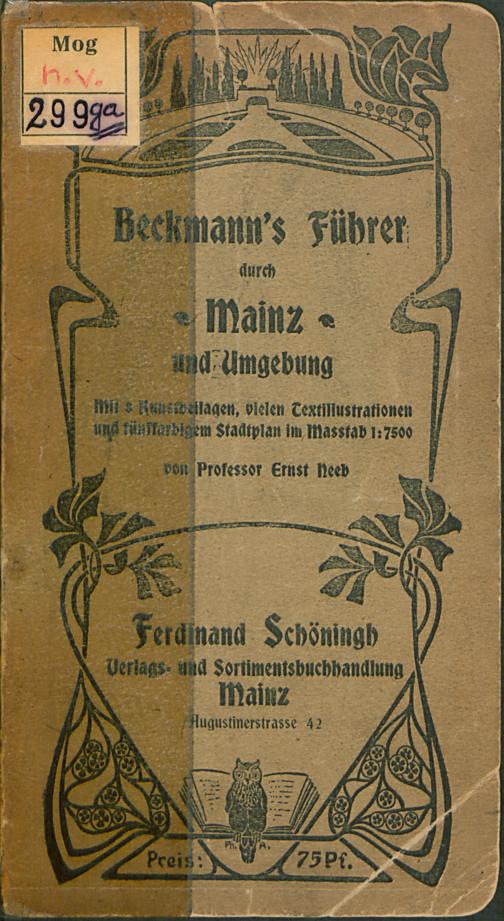 Mog
n.v.
299ga
Beckmann's Führer
durch
Mainz
und Umgebung
Mit 8 Kunstbeilagen, vielen Textillustrationen
und fünffarbigem Stadtplan im Masstab 1:7500
von Professor Ernst Neeb
Ferdinand Schöningh
Verlags- und Sortimentsbuchhandlung
Mainz
Augustinerstrasse 42
Preis: 75 Pf.